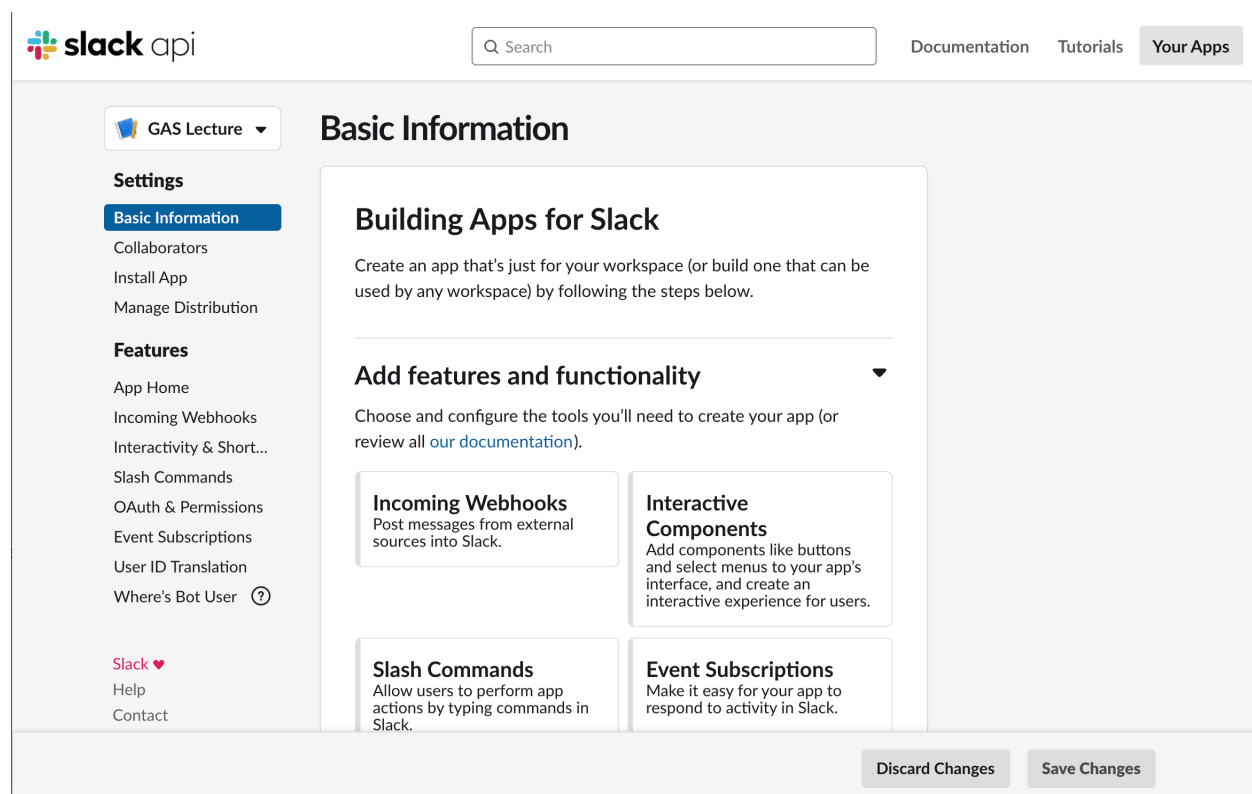 slack api
Search
Documentation
Tutorials
Your Apps
GAS Lecture
Settings
Basic Information
Collaborators
Install App
Manage Distribution
Features
App Home
Incoming Webhooks
Interactivity & Short...
Slash Commands
OAuth & Permissions
Event Subscriptions
User ID Translation
Where's Bot User ?
Slack ♥
Help
Contact
Basic Information
Building Apps for Slack
Create an app that's just for your workspace (or build one that can be
used by any workspace) by following the steps below.
Add features and functionality
Choose and configure the tools you'll need to create your app (or
review all our documentation).
Incoming Webhooks
Post messages from external
sources into Slack.
Interactive
Components
Add components like buttons
and select menus to your app's
interface, and create an
interactive experience for users.
Slash Commands
Allow users to perform app
actions by typing commands in
Slack.
Event Subscriptions
Make it easy for your app to
respond to activity in Slack.
Discard Changes
Save Changes